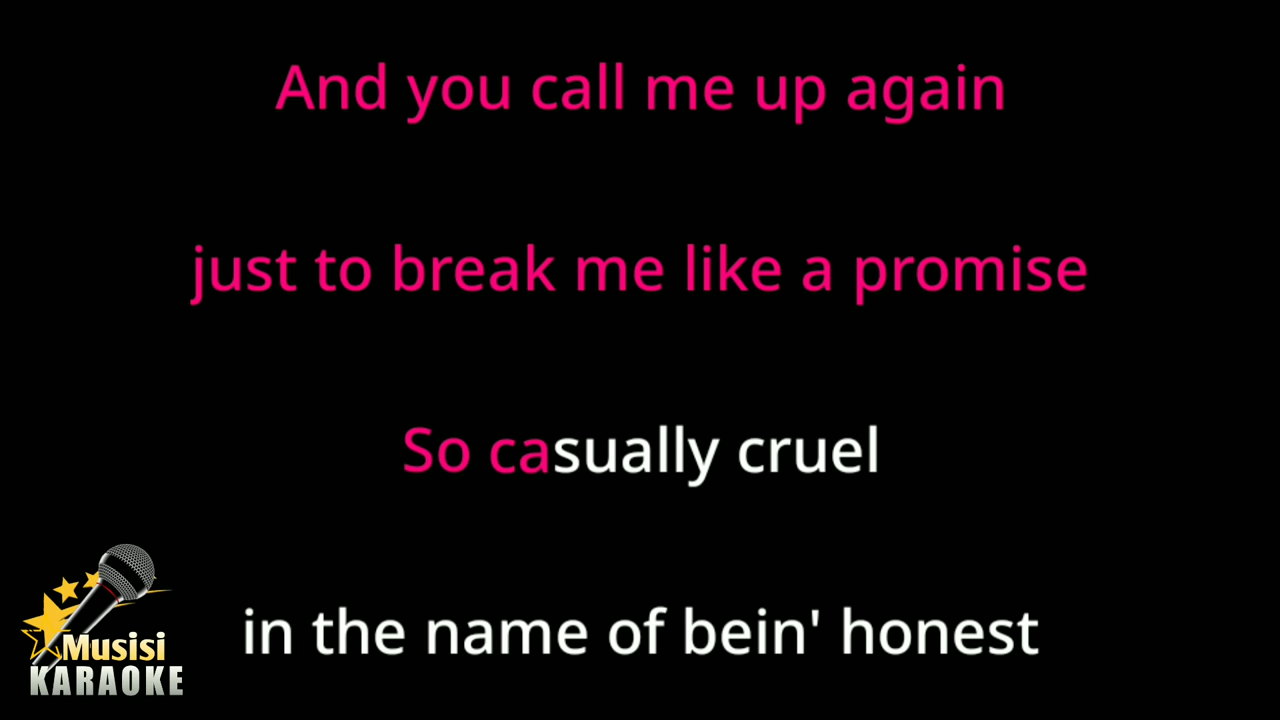 And you call me up again
just to break me like a promise
So casually cruel
in the name of bein' honest
Musisi
KARAOKE